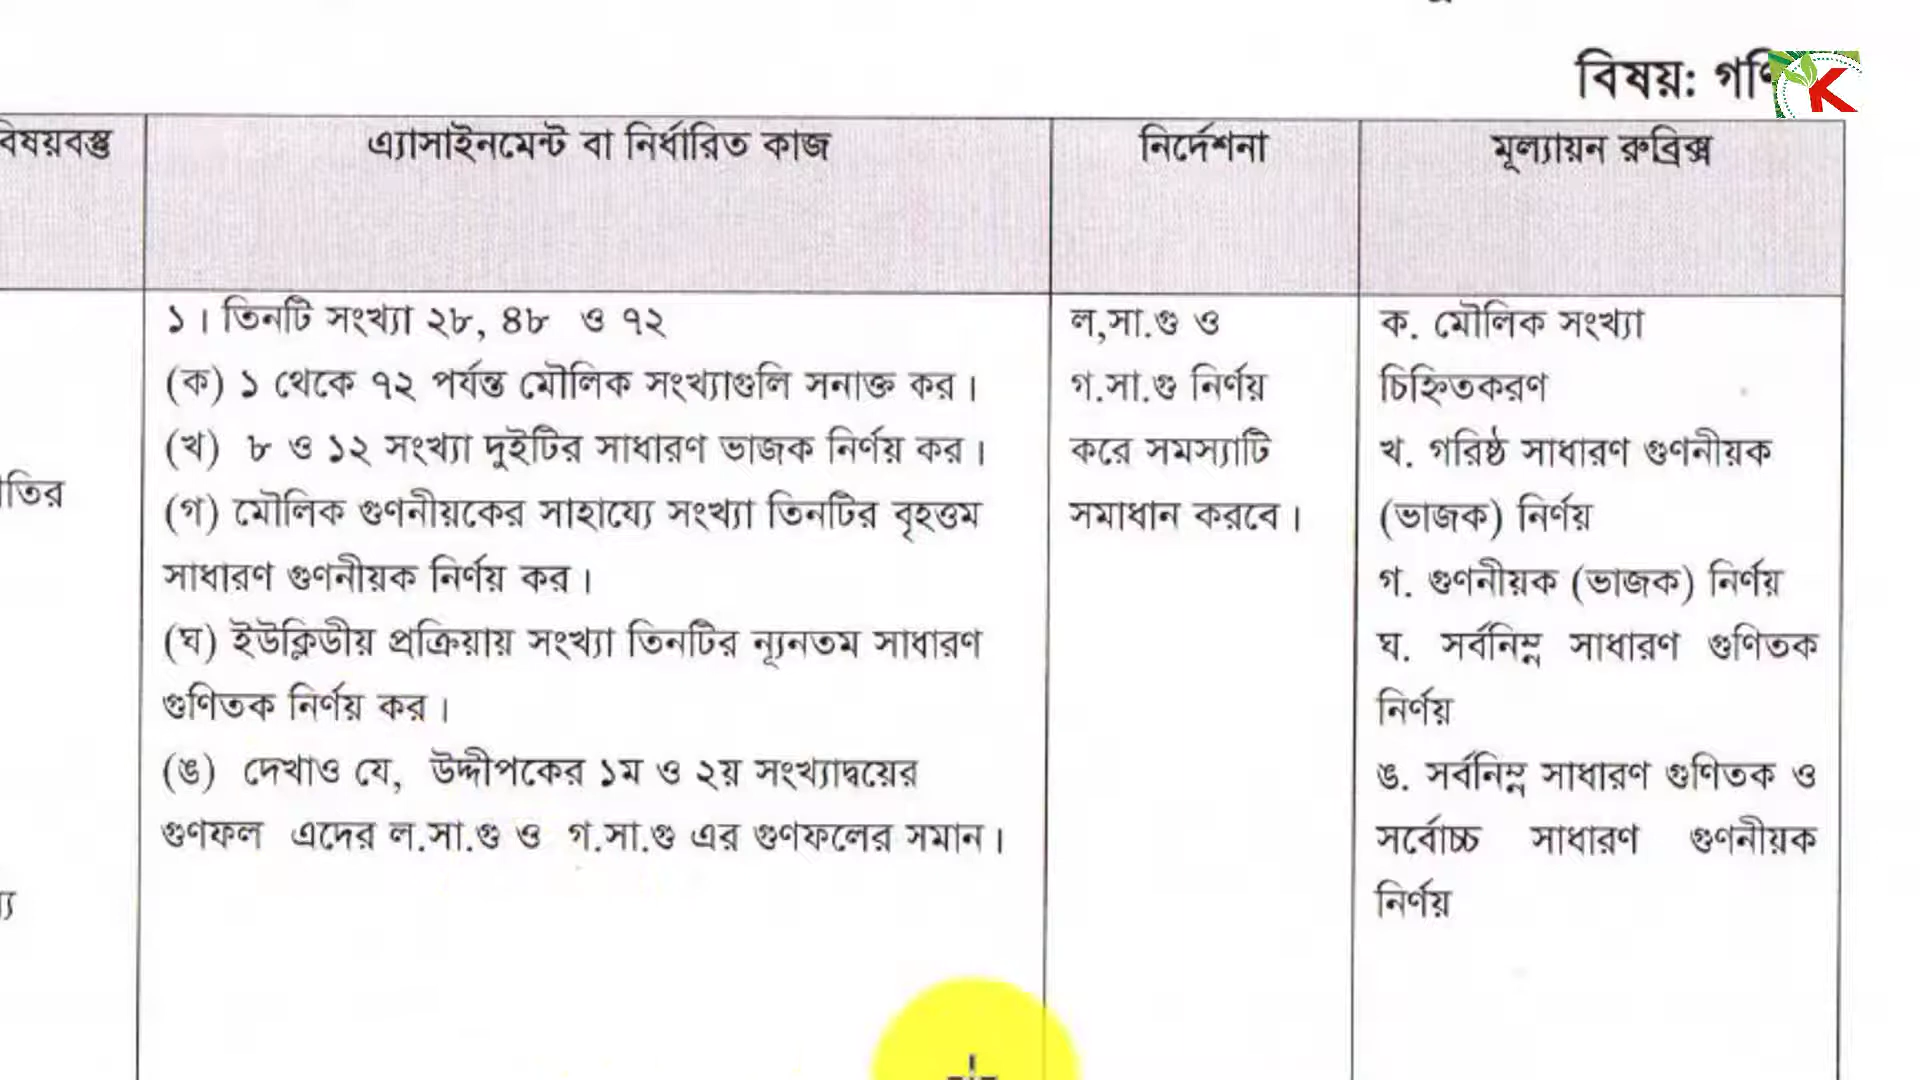 বিষয়:
বিষয়বস্তু
এ্যাসাইনমেন্ট বা নির্ধারিত কাজ
নির্দেশনা
মূল্যায়ন রুব্রিক্স
১। তিনটি সংখ্যা ২৮, ৪৮ ও ৭২
(ক) ১ থেকে ৭২ পর্যন্ত মৌলিক সংখ্যাগুলি সনাক্ত কর।
(খ) ৮ ও ১২ সংখ্যা দুইটির সাধারণ ভাজক নির্ণয় কর।
(গ) মৌলিক গুণনীয়কের সাহায্যে সংখ্যা তিনটির বৃহত্তম
সাধারণ গুণনীয়ক নির্ণয় কর।
(ঘ) ইউক্লিডীয় প্রক্রিয়ায় সংখ্যা তিনটির ন্যূনতম সাধারণ
গুণিতক নির্ণয় কর।
(ঙ) দেখাও যে, উদ্দীপকের ১ম ও ২য় সংখ্যাদ্বয়ের
গুণফল এদের ল.সা.গু ও গ.সা.গু এর গুণফলের সমান।
ল,সা.গু ও
গ.সা.গু নির্ণয়
করে সমস্যাটি
সমাধান করবে।
ক. মৌলিক সংখ্যা
চিহ্নিতকরণ
খ. গরিষ্ঠ সাধারণ গুণনীয়ক
(ভাজক) নির্ণয়
গ. গুণনীয়ক (ভাজক) নির্ণয়
ঘ. সর্বনিম্ন সাধারণ গুণিতক
নির্ণয়
ঙ. সর্বনিম্ন সাধারণ গুণিতক ও
সর্বোচ্চ সাধারণ গুণনীয়ক
নির্ণয়
K